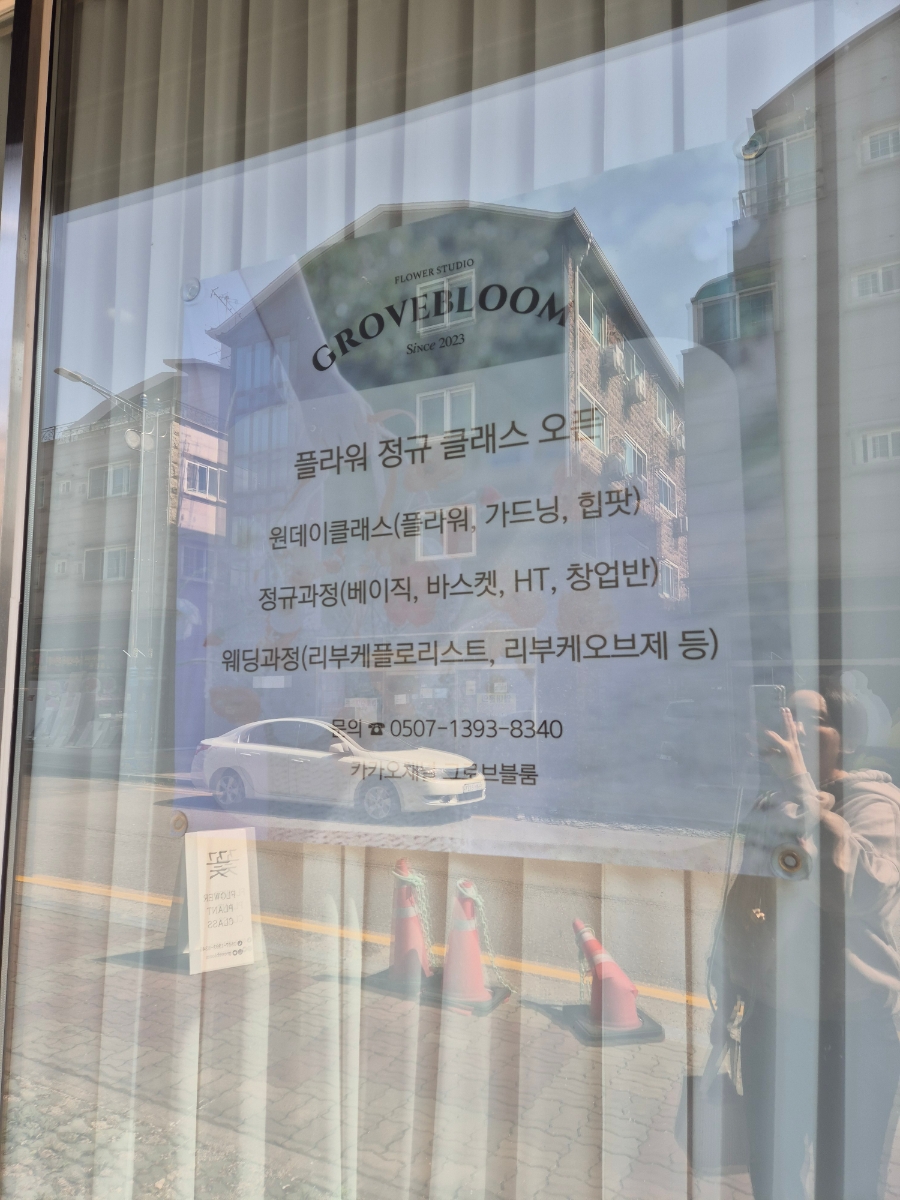 FLOWER STUDIO
GROVEBLOOM
Since 2023
플라워 정규 클래스 오픈
원데이클래스(플라워, 가드닝, 힙팟)
정규과정(베이직, 바스켓, HT, 창업반)
웨딩과정(리부케플로리스트, 리부케오브제 등)
문의 ☎ 0507-1393-8340
카카오채널 그로브블룸
꽃
FLOWER
PLANT
CLASS